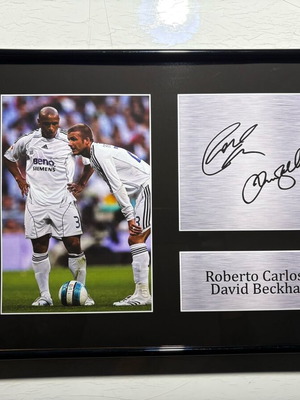 BenQ
SIEMENS
3
Roberto Carlos
David Beckha